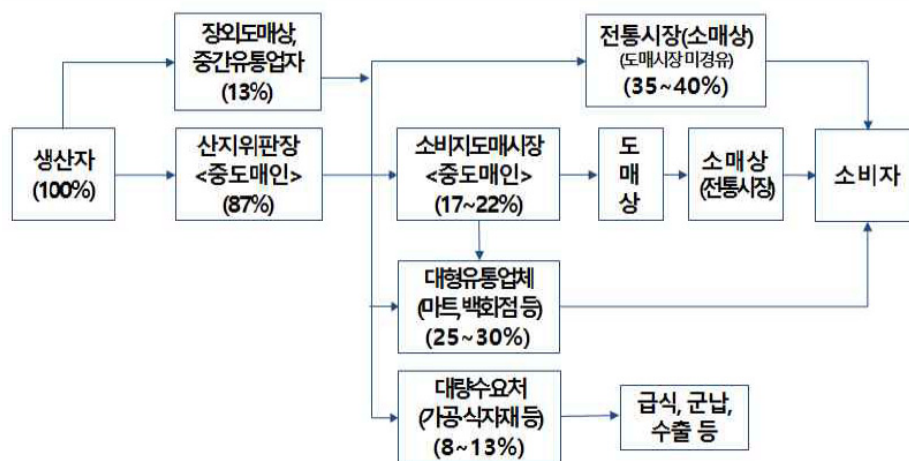 장외도매상,
중간유통업자
(13%)
전통시장(소매상)
(도매시장 미경유)
(35~40%)
생산자
(100%)
산지위판장
<중도매인>
(87%)
소비지도매시장
<중도매인>
(17~22%)
도
매
상
소매상
(전통시장)
소비자
대형유통업체
(마트,백화점 등)
(25~30%)
대량수요처
(가공·식자재 등)
(8~13%)
급식, 군납,
수출 등